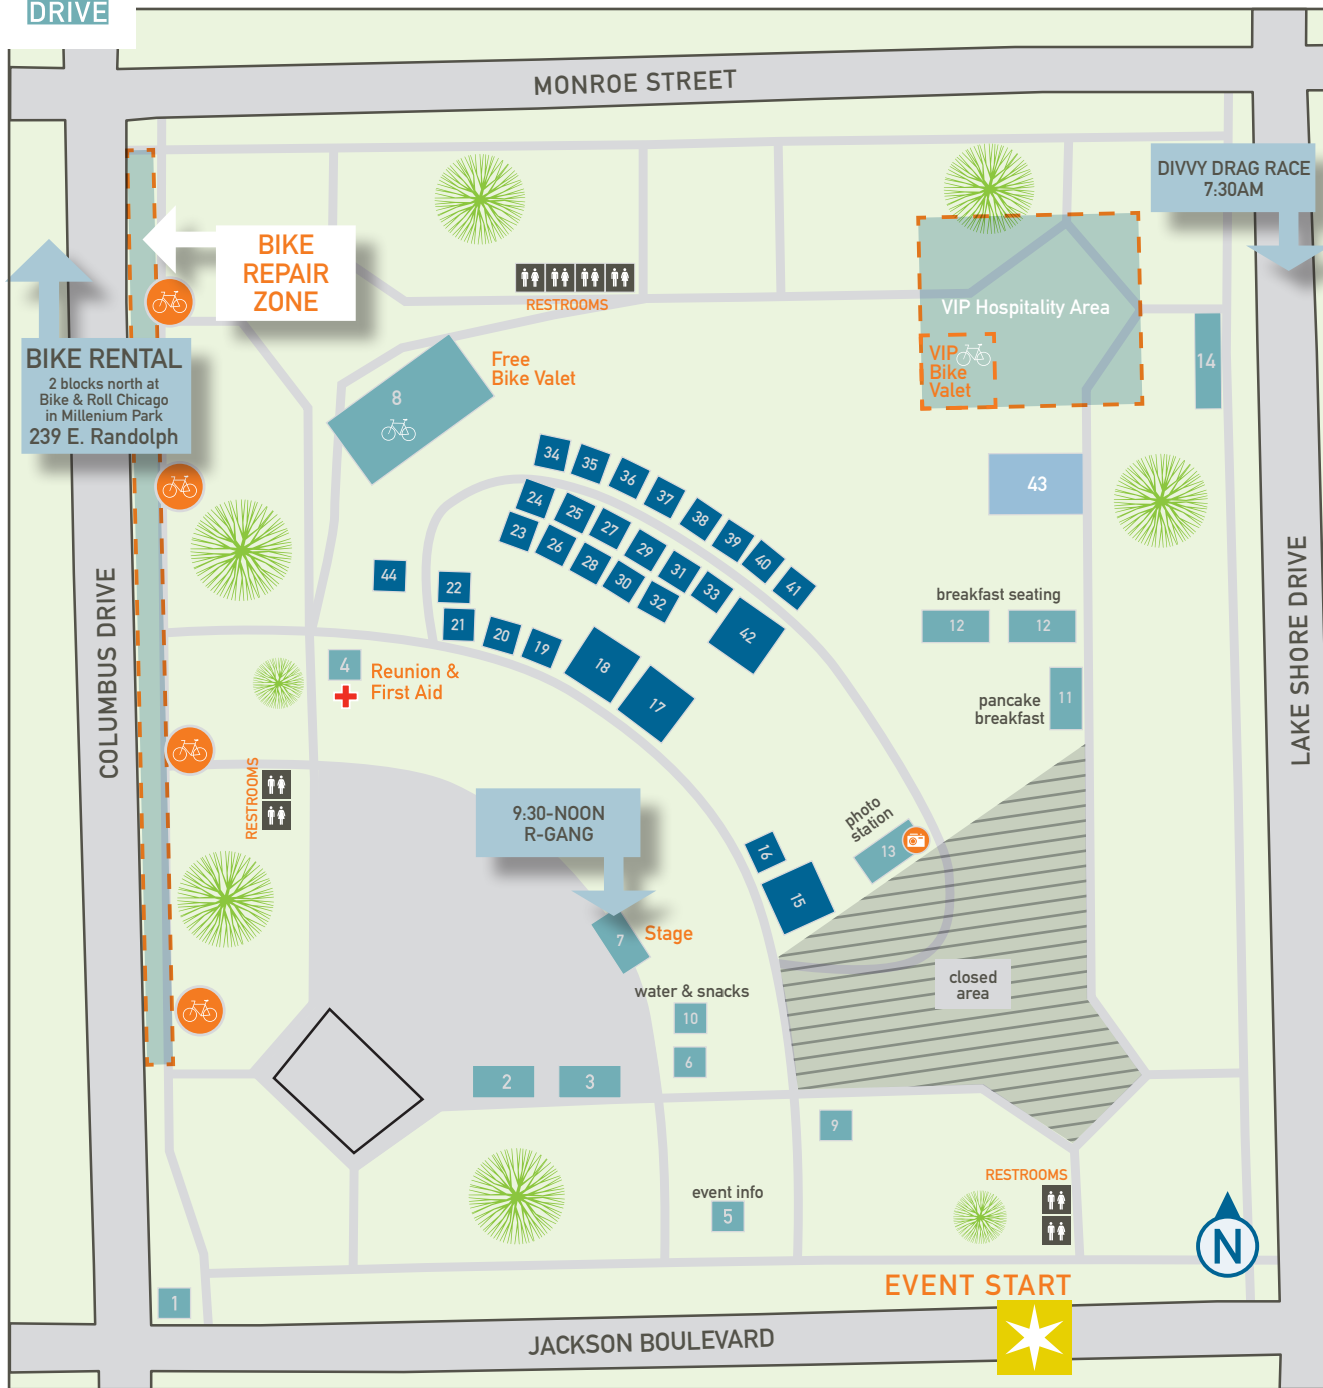 DRIVE
MONROE STREET
DIVVY DRAG RACE
7:30AM
BIKE
REPAIR
ZONE
RESTROOMS
VIP Hospitality Area
VIP
Bike
Valet
14
BIKE RENTAL
2 blocks north at
Bike & Roll Chicago
in Millenium Park
239 E. Randolph
Free
Bike Valet
8
43
34
35
36
37
38
39
40
41
24
25
27
29
31
33
23
26
28
30
32
42
44
22
21
20
19
18
17
breakfast seating
12
12
11
pancake
breakfast
4
Reunion &
First Aid
COLUMBUS DRIVE
LAKE SHORE DRIVE
RESTROOMS
9:30-NOON
R-GANG
photo
station
13
16
15
7
Stage
closed
area
water & snacks
10
6
2
3
9
RESTROOMS
event info
5
N
EVENT START
1
JACKSON BOULEVARD